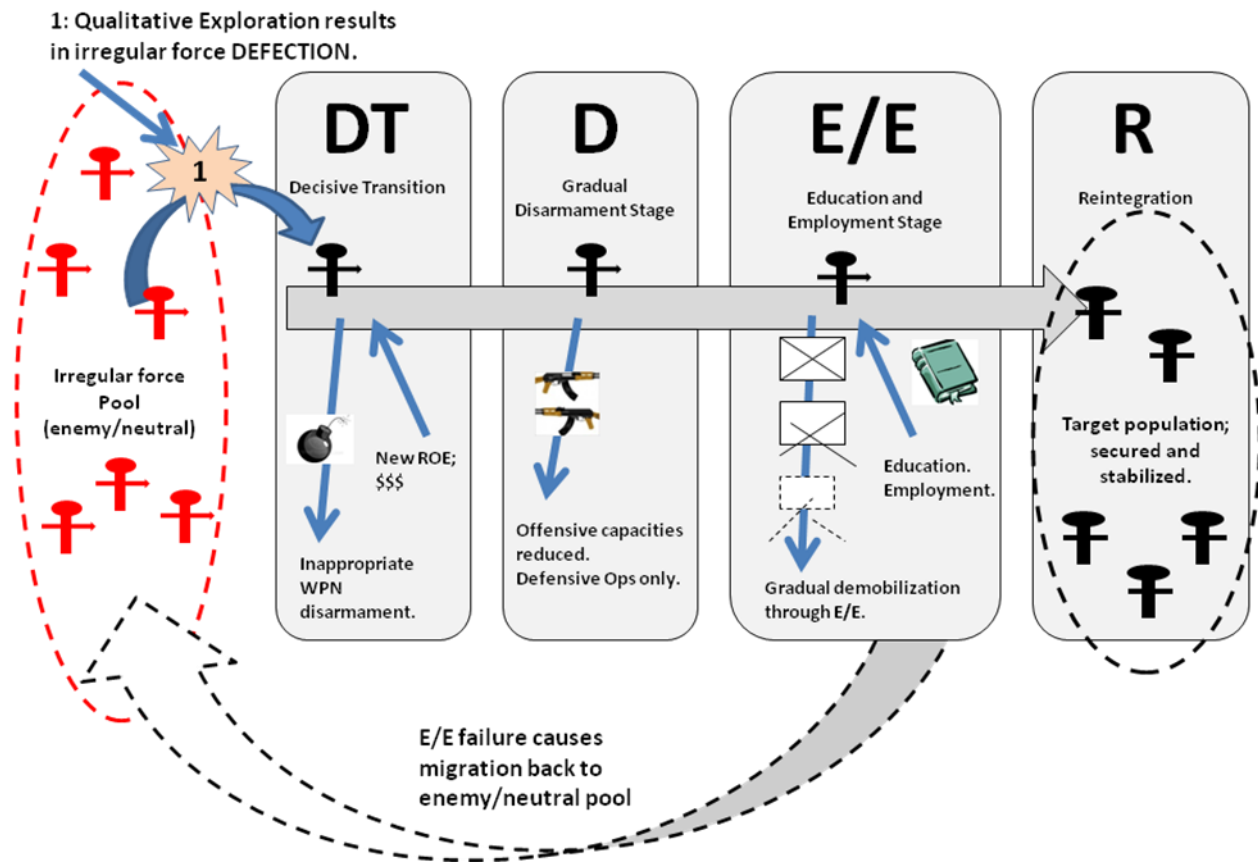 1: Qualitative Exploration results
in irregular force DEFECTION.
1
Irregular force
Pool
(enemy/neutral)
DT
Decisive Transition
New ROE;
$$$
Inappropriate
WPN
disarmament.
D
Gradual
Disarmament Stage
Offensive capacities
reduced.
Defensive Ops only.
E/E
Education and
Employment Stage
Education.
Employment.
Gradual demobilization
through E/E.
R
Reintegration
Target population;
secured and
stabilized.
E/E failure causes
migration back to
enemy/neutral pool